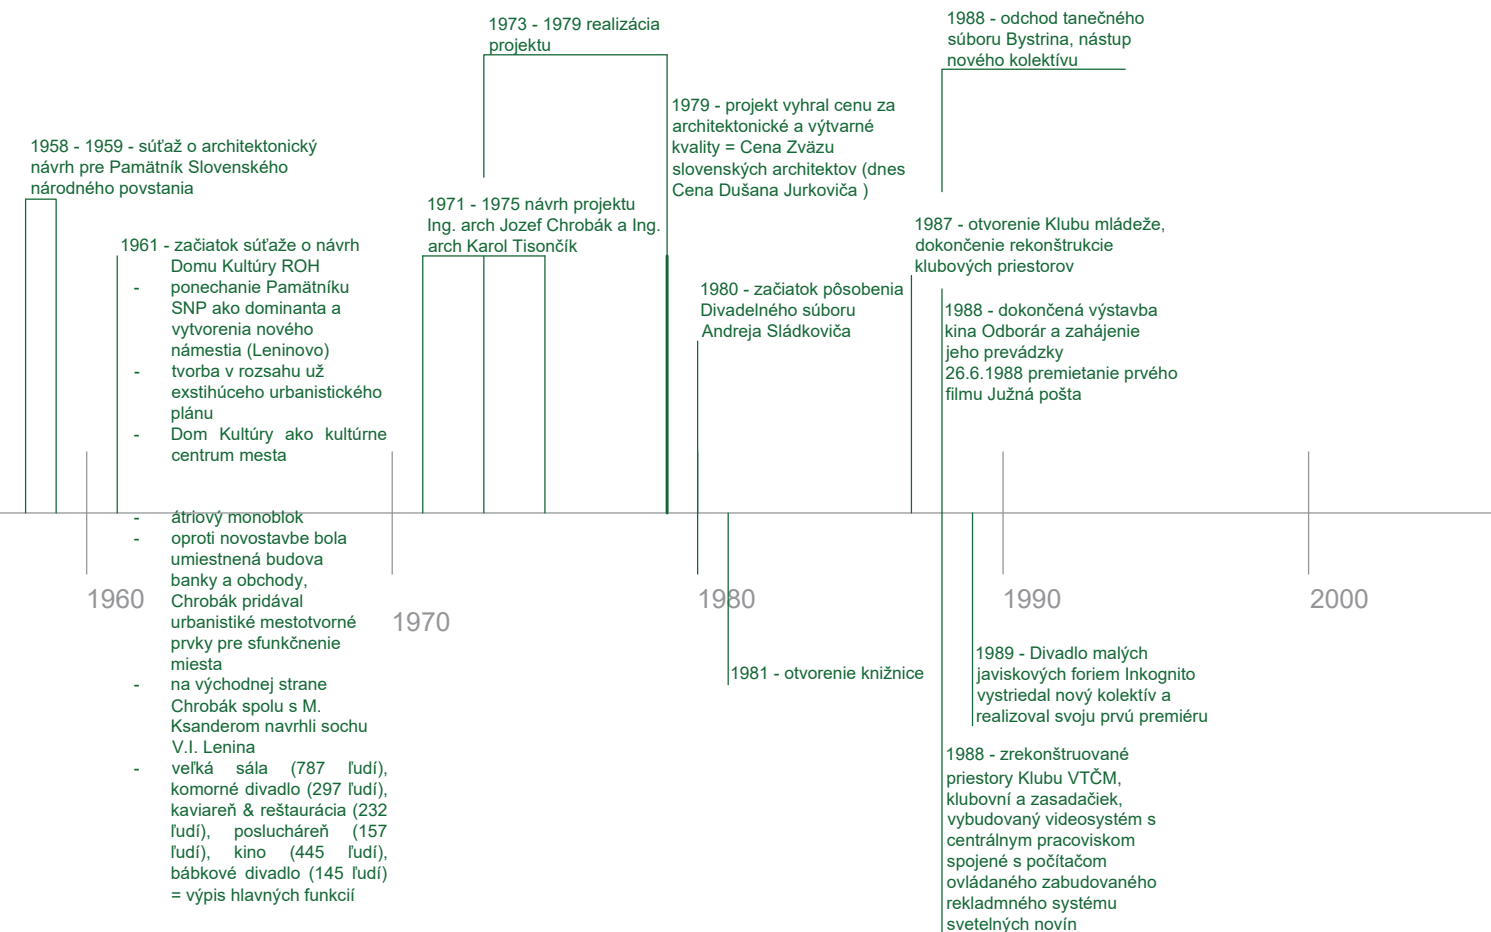 1958 - 1959 - súťaž o architektonický
návrh pre Pamätník Slovenského
národného povstania
1961 - začiatok súťaže o návrh
Domu Kultúry ROH
- ponechanie Pamätníku
SNP ako dominanta a
vytvorenia nového
námestia (Leninovo)
- tvorba v rozsahu už
exstihúceho urbanistického
plánu
- Dom Kultúry ako kultúrne
centrum mesta
- átriový monoblok
- oproti novostavbe bola
umiestnená budova
banky a obchody,
Chrobák pridával
urbanistiké mestotvorné
prvky pre sfunkčnenie
miesta
- na východnej strane
Chrobák spolu s M.
Ksanderom navrhli sochu
V.I. Lenina
- veľká sála (787 ľudí),
komorné divadlo (297 ľudí),
kaviareň & reštaurácia (232
ľudí), poslucháreň (157
ľudí), kino (445 ľudí),
bábkové divadlo (145 ľudí)
= výpis hlavných funkcií
1973 - 1979 realizácia
projektu
1971 - 1975 návrh projektu
Ing. arch Jozef Chrobák a Ing.
arch Karol Tisončík
1979 - projekt vyhral cenu za
architektonické a výtvarné
kvality = Cena Zväzu
slovenských architektov (dnes
Cena Dušana Jurkoviča )
1980 - začiatok pôsobenia
Divadelného súboru
Andreja Sládkoviča
1981 - otvorenie knižnice
1988 - odchod tanečného
súboru Bystrina, nástup
nového kolektívu
1987 - otvorenie Klubu mládeže,
dokončenie rekonštrukcie
klubových priestorov
1988 - dokončená výstavba
kina Odborár a zahájenie
jeho prevádzky
26.6.1988 premietanie prvého
filmu Južná pošta
1989 - Divadlo malých
javiskových foriem Inkognito
vystriedal nový kolektív a
realizoval svoju prvú premiéru
1988 - zrekonštruované
priestory Klubu VTČM,
klubovní a zasadačiek,
vybudovaný videosystém s
centrálnym pracoviskom
spojené s počítačom
ovládaného zabudovaného
rekladmného systému
svetelných novín
1960
1970
1980
1990
2000